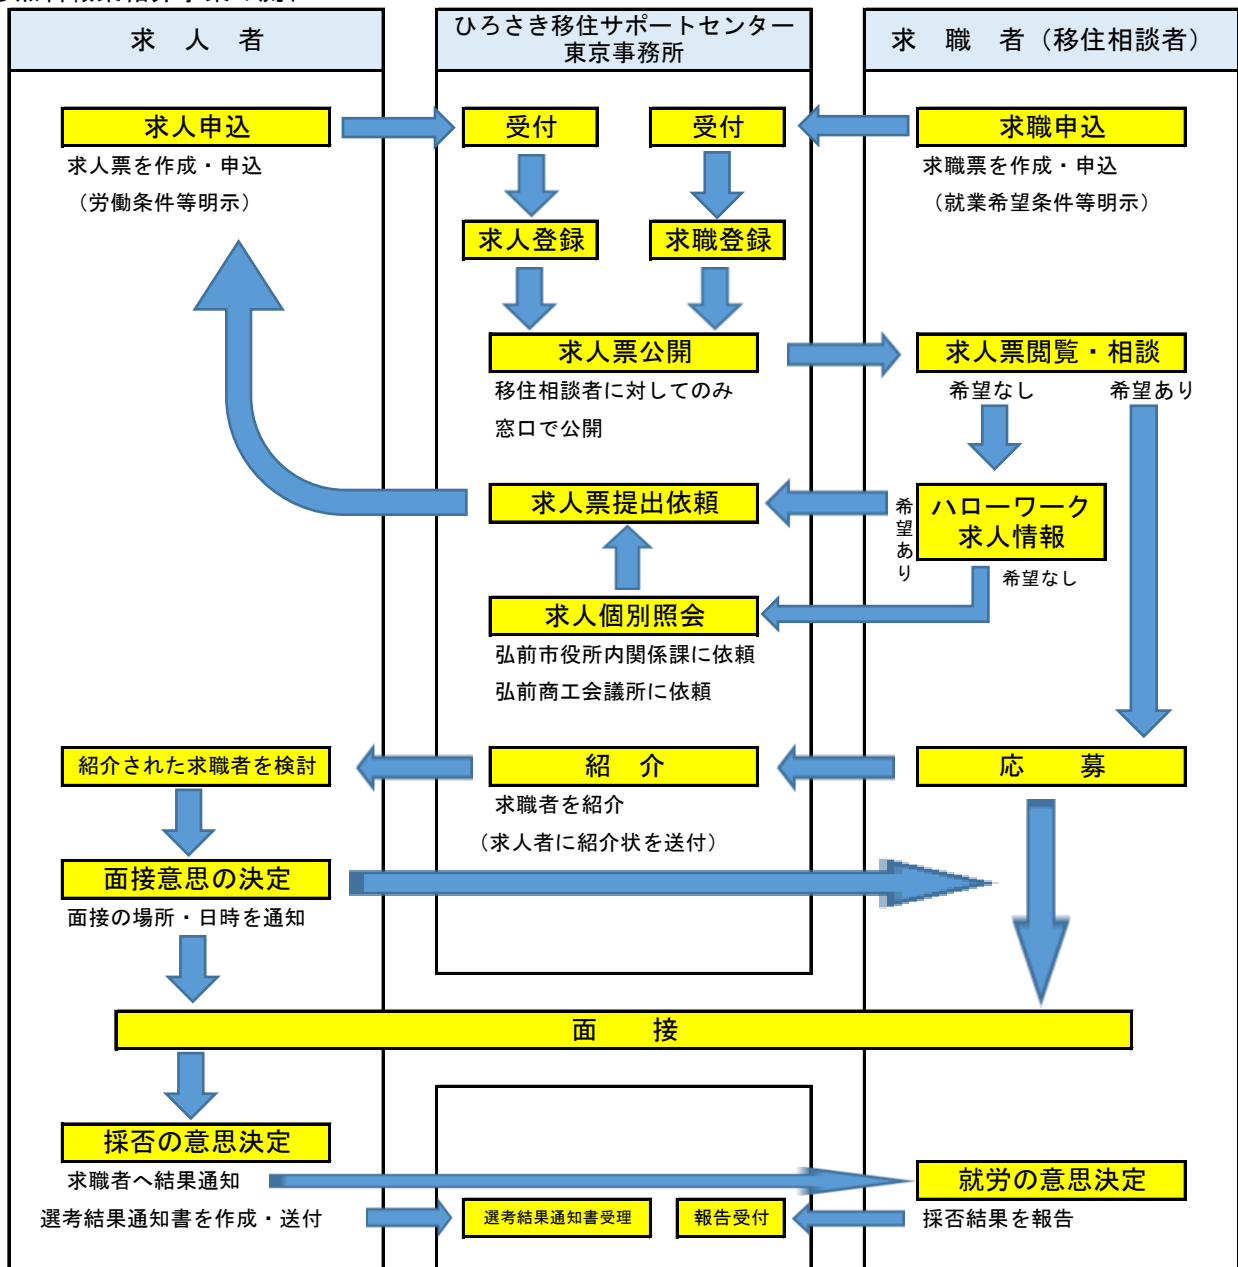 求　人　者
ひろさき移住サポートセンター
東京事務所
求　職　者（移住相談者）
求人申込
受付
受付
求職申込
求人票を作成・申込
（労働条件等明示）
求職票を作成・申込
（就業希望条件等明示）
求人登録
求職登録
求人票公開
求人票閲覧・相談
移住相談者に対してのみ
窓口で公開
希望なし
希望あり
求人票提出依頼
希望あり
ハローワーク
求人情報
希望なし
求人個別照会
弘前市役所内関係課に依頼
弘前商工会議所に依頼
紹介された求職者を検討
紹　介
応　　募
求職者を紹介
（求人者に紹介状を送付）
面接意思の決定
面接の場所・日時を通知
面　　接
採否の意思決定
求職者へ結果通知
就労の意思決定
選考結果通知書を作成・送付
選考結果通知書受理
報告受付
採否結果を報告